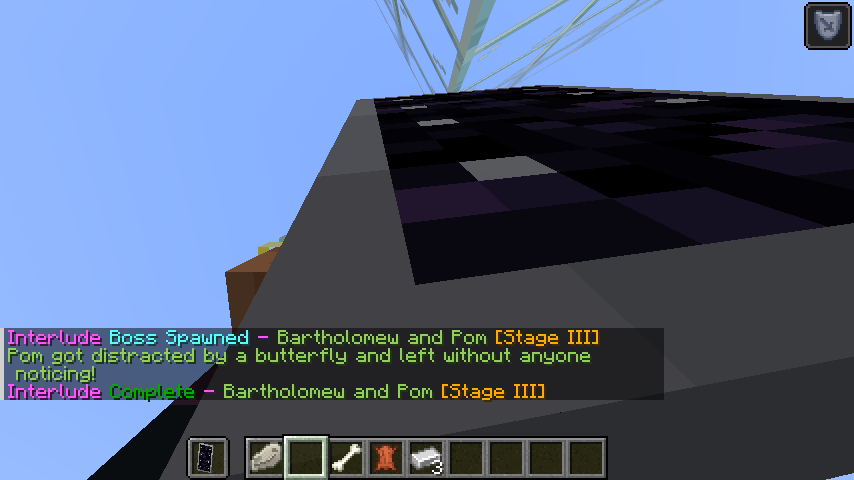 Interlude Boss Spawned - Bartholomew and Pom [Stage III]
Pom got distracted by a butterfly and left without anyone
noticing!
Interlude Complete - Bartholomew and Pom [Stage III]
3